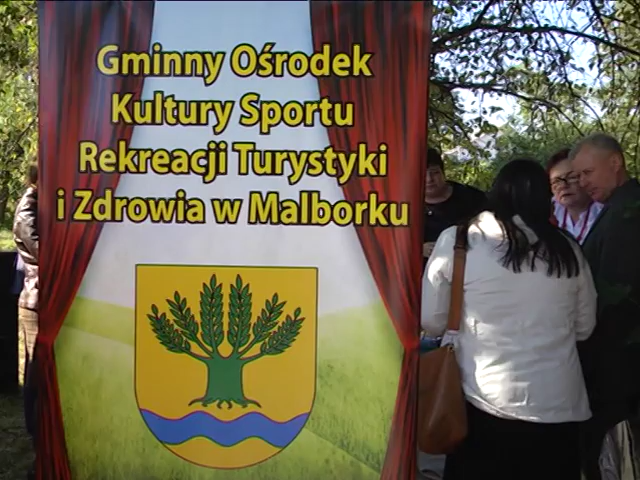 Gminny Ośrodek
Kultury Sportu
Rekreacji Turystyki
i Zdrowia w Malborku